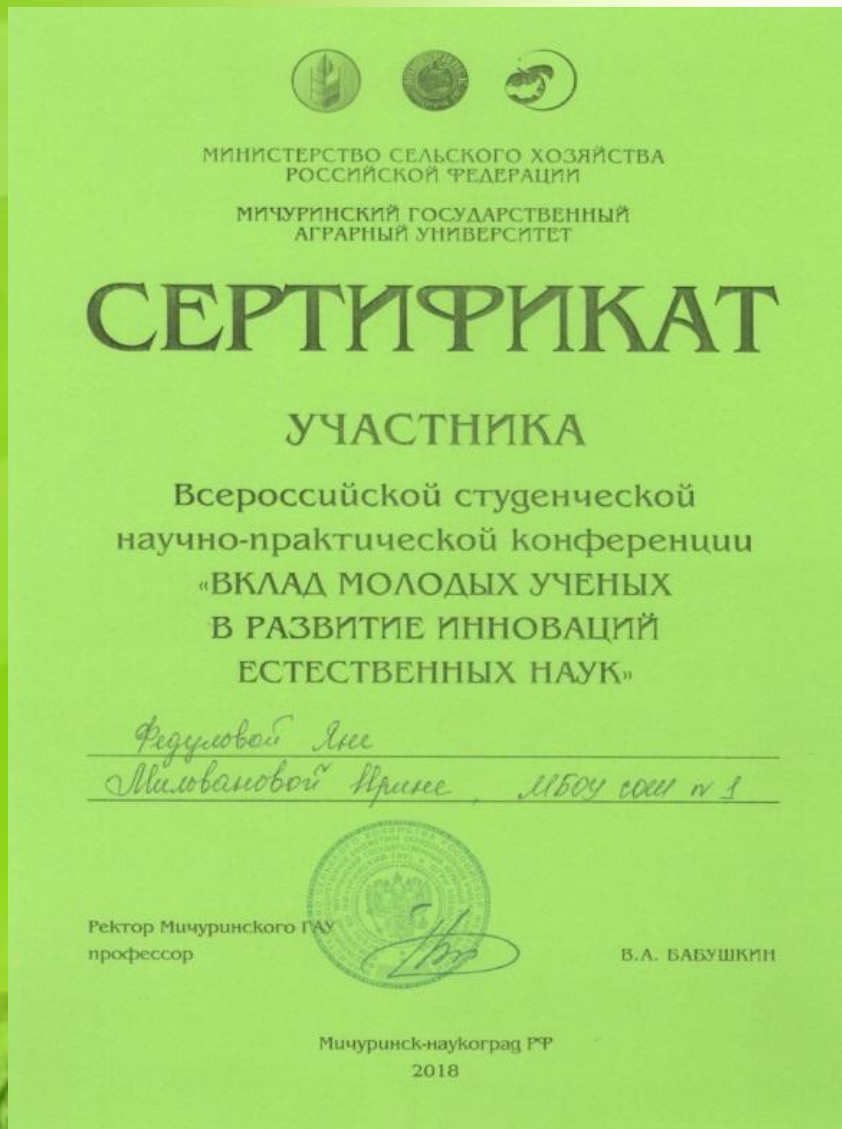 МИНИСТЕРСТВО СЕЛЬСКОГО ХОЗЯЙСТВА
РОССИЙСКОЙ ФЕДЕРАЦИИ
МИЧУРИНСКИЙ ГОСУДАРСТВЕННЫЙ
АГРАРНЫЙ УНИВЕРСИТЕТ
СЕРТИФИКАТ
УЧАСТНИКА
Всероссийской студенческой
научно-практической конференции
«ВКЛАД МОЛОДЫХ УЧЕНЫХ
В РАЗВИТИЕ ИННОВАЦИЙ
ЕСТЕСТВЕННЫХ НАУК»
Федуловой Яне
Миловановой Ирине, МБОУ сош № 1
Ректор Мичуринского ГАУ
профессор
В.А. БАБУШКИН
Мичуринск-наукоград РФ
2018